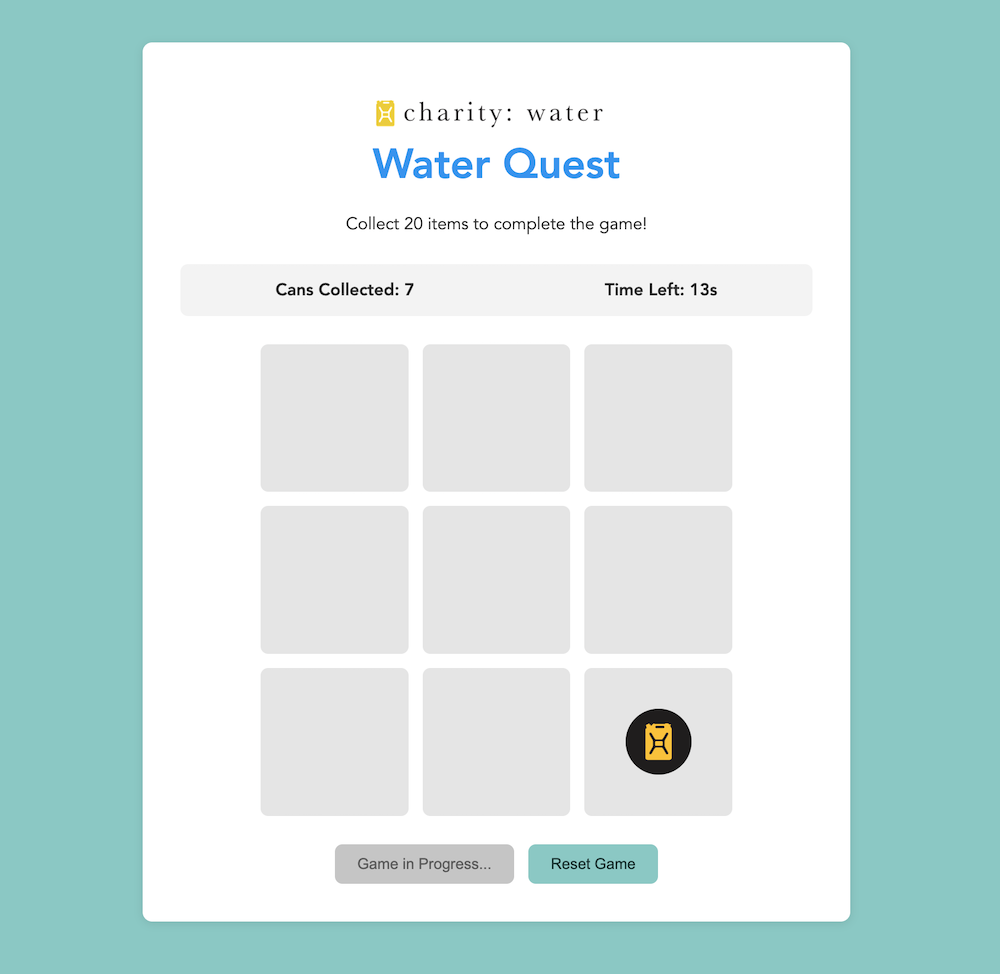 charity: water
Water Quest
Collect 20 items to complete the game!
Cans Collected: 7 Time Left: 13s
Game in Progress... Reset Game